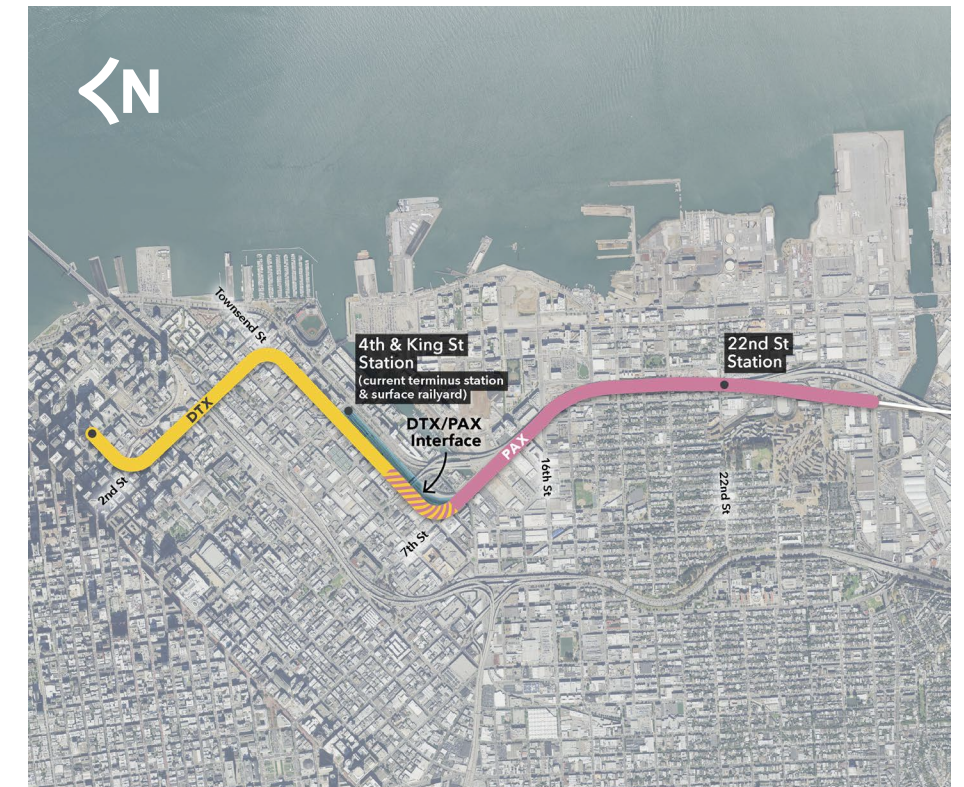 N
Townsend St
4th & King St
Station
(current terminus station
& surface railyard)
22nd St
Station
DTX
DTX/PAX
Interface
PAX
2nd St
16th St
22nd St
7th St